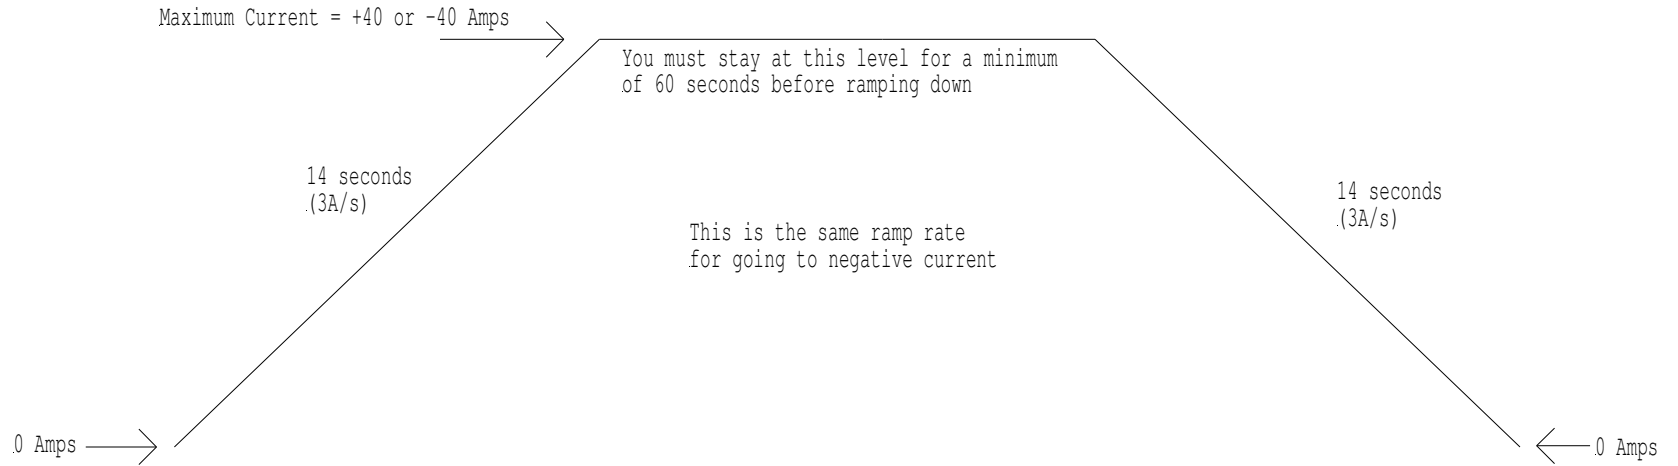 Maximum Current = +40 or -40 Amps
You must stay at this level for a minimum
of 60 seconds before ramping down
14 seconds
(3A/s)
14 seconds
(3A/s)
This is the same ramp rate
for going to negative current
0 Amps
0 Amps